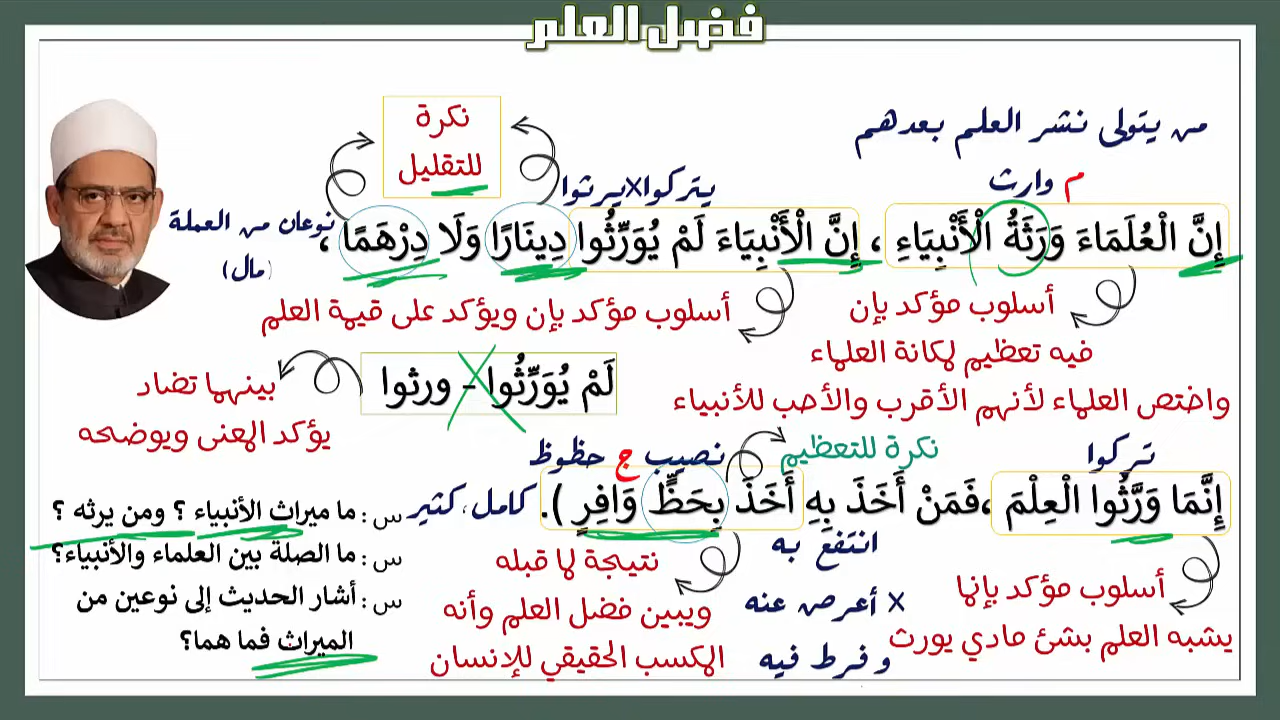 فضل العلم
من يتولى نشر العلم بعدهم
نكرة
للتقليل
م وارث
يتركوا×يرثوا
إِنَّ الْعُلَمَاءَ وَرَثَةُ الْأَنْبِيَاءِ ، إِنَّ الْأَنْبِيَاءَ لَمْ يُوَرِّثُوا دِينَارًا وَلَا دِرْهَمًا ،
نوعان من العملة
(مال)
أسلوب مؤكد بإن
فيه تعظيم لمكانة العلماء
واختص العلماء لأنهم الأقرب والأحب للأنبياء
أسلوب مؤكد بإن ويؤكد على قيمة العلم
لَمْ يُوَرِّثُوا - ورثوا
بينهما تضاد
يؤكد المعنى ويوضحه
تركوا
نكرة للتعظيم
نصيب ج حظوظ
إِنَّمَا وَرَّثُوا الْعِلْمَ ،فَمَنْ أَخَذَ بِهِ أَخَذَ بِحَظٍّ وَافِرٍ ).
كامل، كثير
انتفع به
× أعرض عنه
و فرط فيه
أسلوب مؤكد بإنما
يشبه العلم بشئ مادي يورث
نتيجة لما قبله
ويبين فضل العلم وأنه
المكسب الحقيقي للإنسان
س: ما ميراث الأنبياء ؟ ومن يرثه ؟
س: ما الصلة بين العلماء والأنبياء؟
س: أشار الحديث إلى نوعين من
الميراث فما هما؟